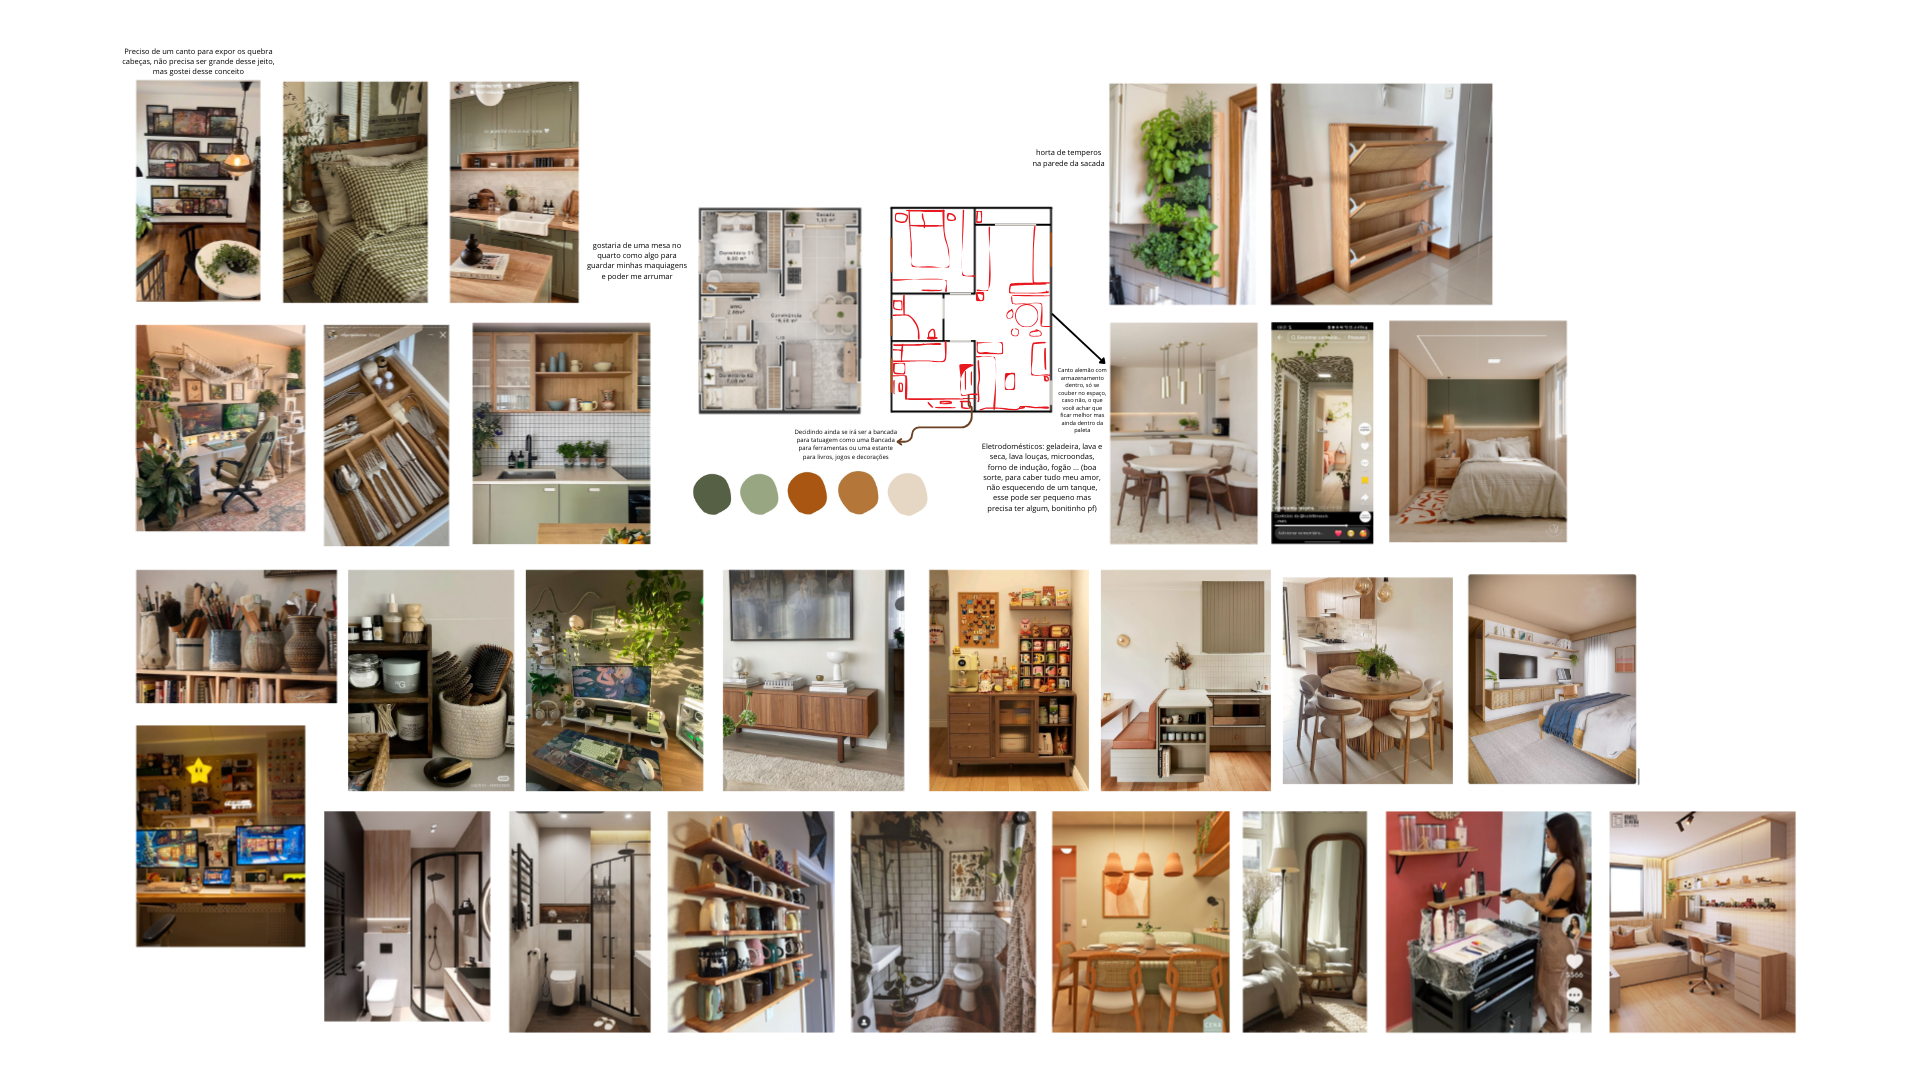 Preciso de um canto para expor os quebra
cabeças, não precisa ser grande desse jeito,
mas gostei desse conceito
horta de temperos
na parede da sacada
gostaria de uma mesa no
quarto como algo para
guardar minhas maquiagens
e poder me arrumar
Canto alemão com
armazenamento
dentro, só se
couber no espaço,
caso não, o que
você achar que
ficar melhor mas
ainda dentro da
paleta
Decidindo ainda se irá ser a bancada
para tatuagem como uma Bancada
para ferramentas ou uma estante
para livros, jogos e decorações
Eletrodomésticos: geladeira, lava e
seca, lava louças, microondas,
forno de indução, fogão ... (boa
sorte, para caber tudo meu amor,
não esquecendo de um tanque,
esse pode ser pequeno mas
precisa ter algum, bonitinho pf)